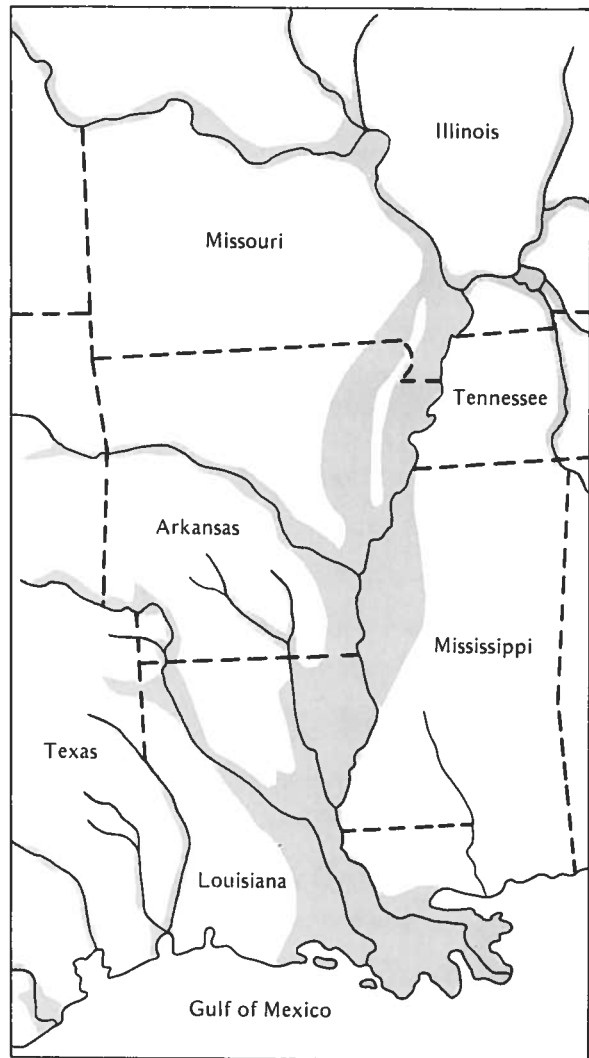 Illinois
Missouri
Tennessee
Arkansas
Mississippi
Texas
Louisiana
Gulf of Mexico